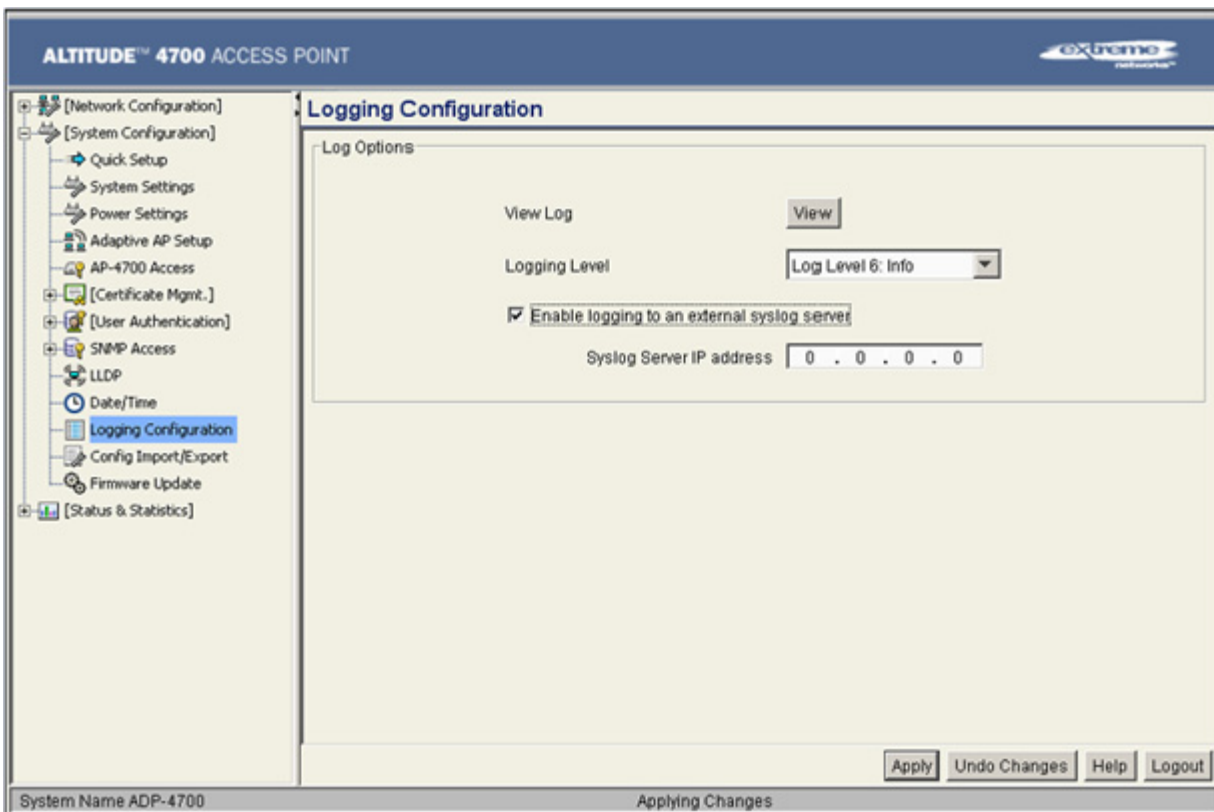 ALTITUDE™ 4700 ACCESS POINT
extreme
networks™
[Network Configuration]
[System Configuration]
Quick Setup
System Settings
Power Settings
Adaptive AP Setup
AP-4700 Access
[Certificate Mgmt.]
[User Authentication]
SNMP Access
LLDP
Date/Time
Logging Configuration
Config Import/Export
Firmware Update
[Status & Statistics]
Logging Configuration
Log Options
View Log View
Logging Level Log Level 6: Info
Enable logging to an external syslog server
Syslog Server IP address 0 . 0 . 0 . 0
Apply Undo Changes Help Logout
System Name ADP-4700 Applying Changes